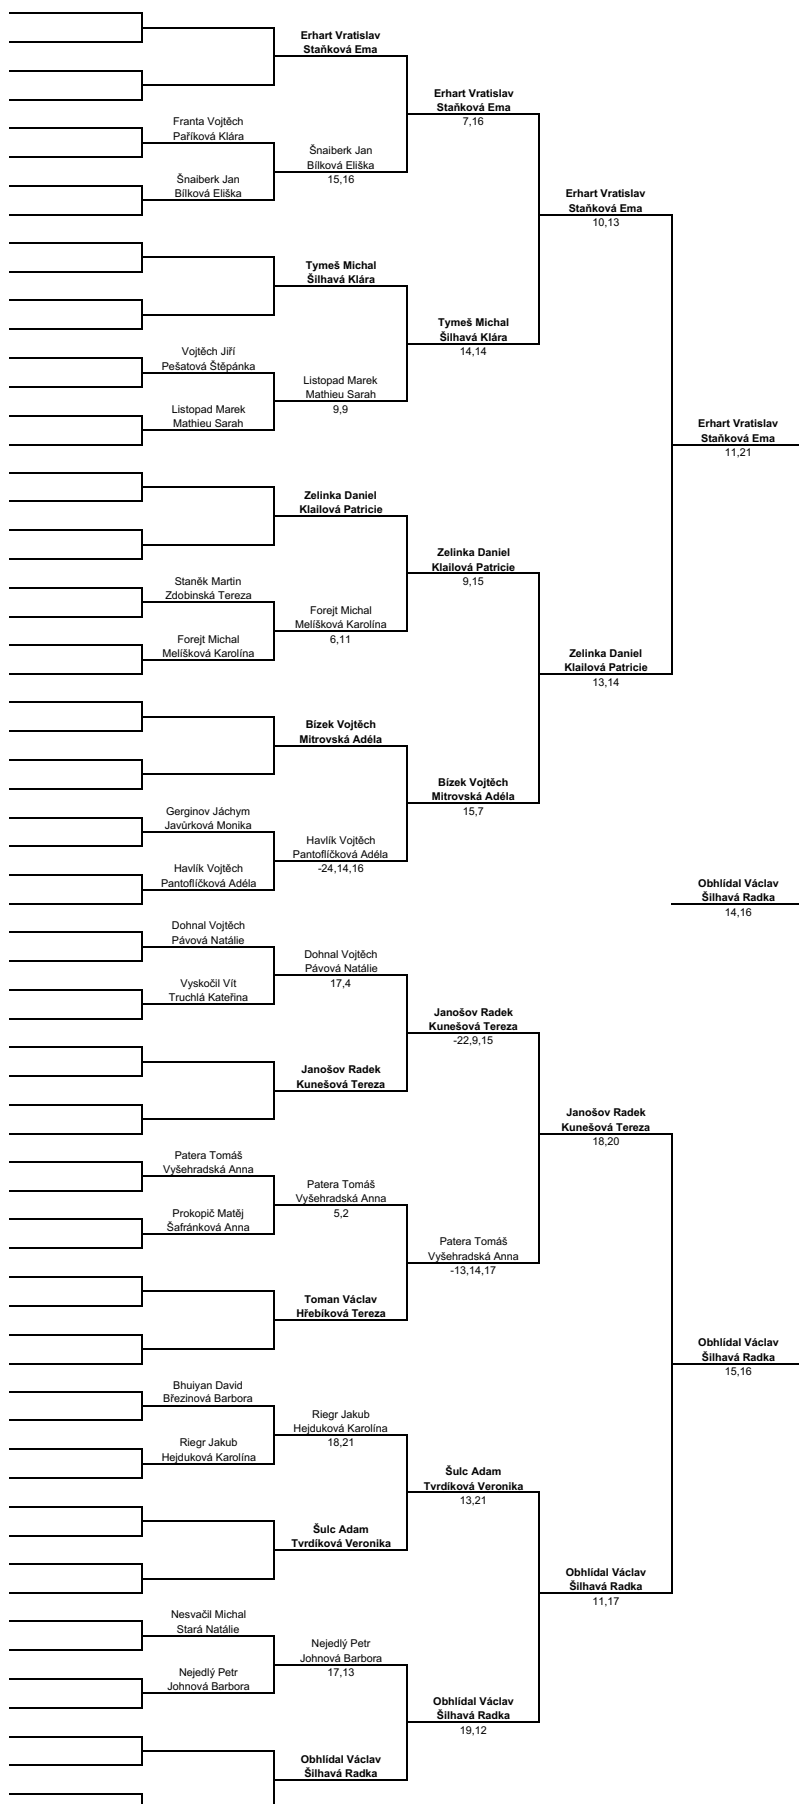 Erhart Vratislav
Staňková Ema
Erhart Vratislav
Staňková Ema
7,16
Franta Vojtěch
Paříková Klára
Šnaiberk Jan
Bílková Eliška
15,16
Šnaiberk Jan
Bílková Eliška
Erhart Vratislav
Staňková Ema
10,13
Tymeš Michal
Šilhavá Klára
Tymeš Michal
Šilhavá Klára
14,14
Vojtěch Jiří
Pešatová Štěpánka
Listopad Marek
Mathieu Sarah
9,9
Listopad Marek
Mathieu Sarah
Erhart Vratislav
Staňková Ema
11,21
Zelinka Daniel
Klailová Patricie
Zelinka Daniel
Klailová Patricie
9,15
Staněk Martin
Zdobinská Tereza
Forejt Michal
Melíšková Karolína
6,11
Forejt Michal
Melíšková Karolína
Zelinka Daniel
Klailová Patricie
13,14
Bízek Vojtěch
Mitrovská Adéla
Bízek Vojtěch
Mitrovská Adéla
15,7
Gerginov Jáchym
Javůrková Monika
Havlík Vojtěch
Pantoflíčková Adéla
-24,14,16
Havlík Vojtěch
Pantoflíčková Adéla
Obhlídal Václav
Šilhavá Radka
14,16
Dohnal Vojtěch
Pávová Natálie
Dohnal Vojtěch
Pávová Natálie
17,4
Vyskočil Vít
Truchlá Kateřina
Janošov Radek
Kunešová Tereza
-22,9,15
Janošov Radek
Kunešová Tereza
Janošov Radek
Kunešová Tereza
18,20
Patera Tomáš
Vyšehradská Anna
Patera Tomáš
Vyšehradská Anna
5,2
Prokopič Matěj
Šafránková Anna
Patera Tomáš
Vyšehradská Anna
-13,14,17
Toman Václav
Hřebíková Tereza
Obhlídal Václav
Šilhavá Radka
15,16
Bhuiyan David
Březinová Barbora
Riegr Jakub
Hejduková Karolína
18,21
Riegr Jakub
Hejduková Karolína
Šulc Adam
Tvrdíková Veronika
13,21
Šulc Adam
Tvrdíková Veronika
Obhlídal Václav
Šilhavá Radka
11,17
Nesvačil Michal
Stará Natálie
Nejedlý Petr
Johnová Barbora
17,13
Nejedlý Petr
Johnová Barbora
Obhlídal Václav
Šilhavá Radka
19,12
Obhlídal Václav
Šilhavá Radka